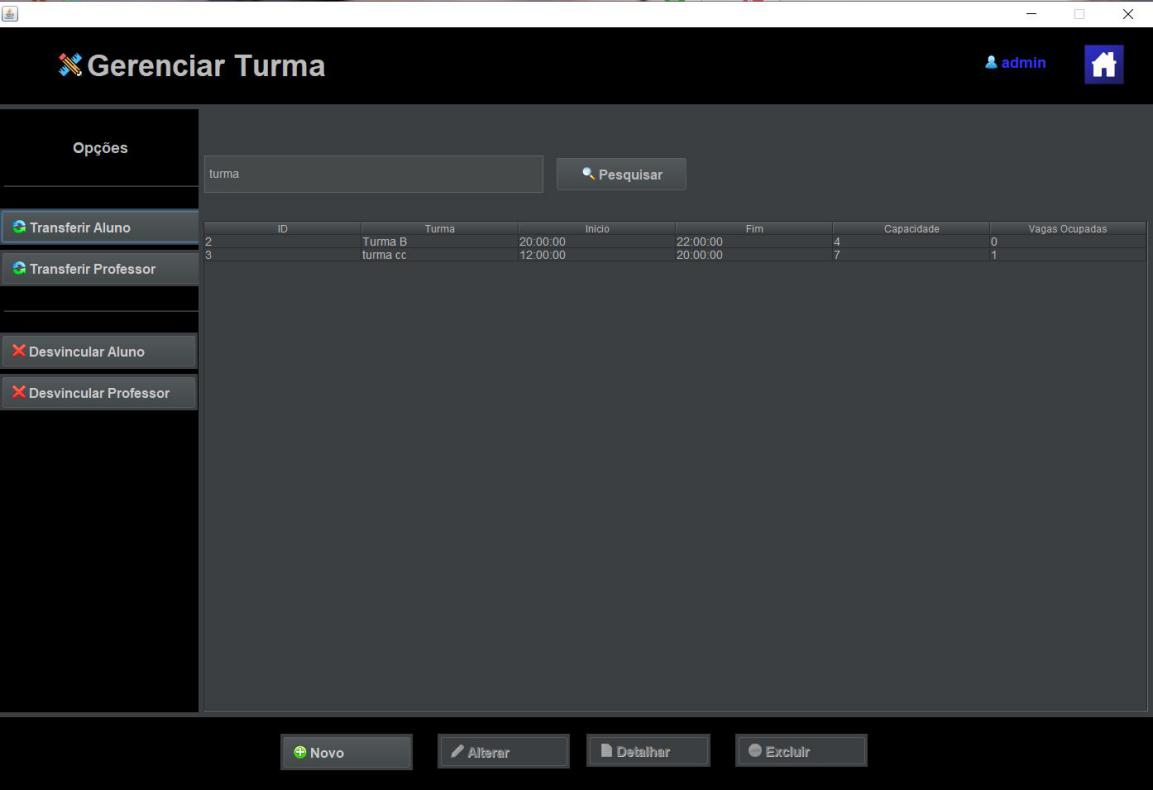 Gerenciar Turma
admin
Opções
turma
Pesquisar
Transferir Aluno
Transferir Professor
Desvincular Aluno
Desvincular Professor
ID Turma Inicio Fim Capacidade Vagas Ocupadas
2 Turma B 20:00:00 22:00:00 4 0
3 turma cc 12:00:00 20:00:00 7 1
Novo Alterar Detalhar Excluir